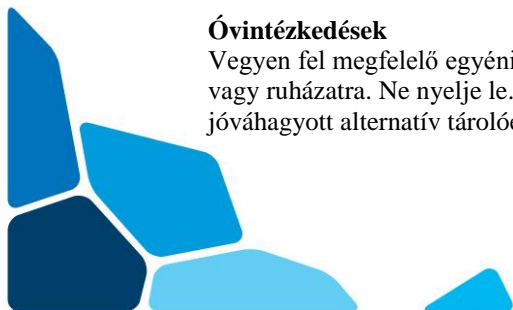 Óvintézkedések
Vegyen fel megfelelő egyéni
vagy ruházatra. Ne nyelje le.
jóváhagyott alternatív tároló